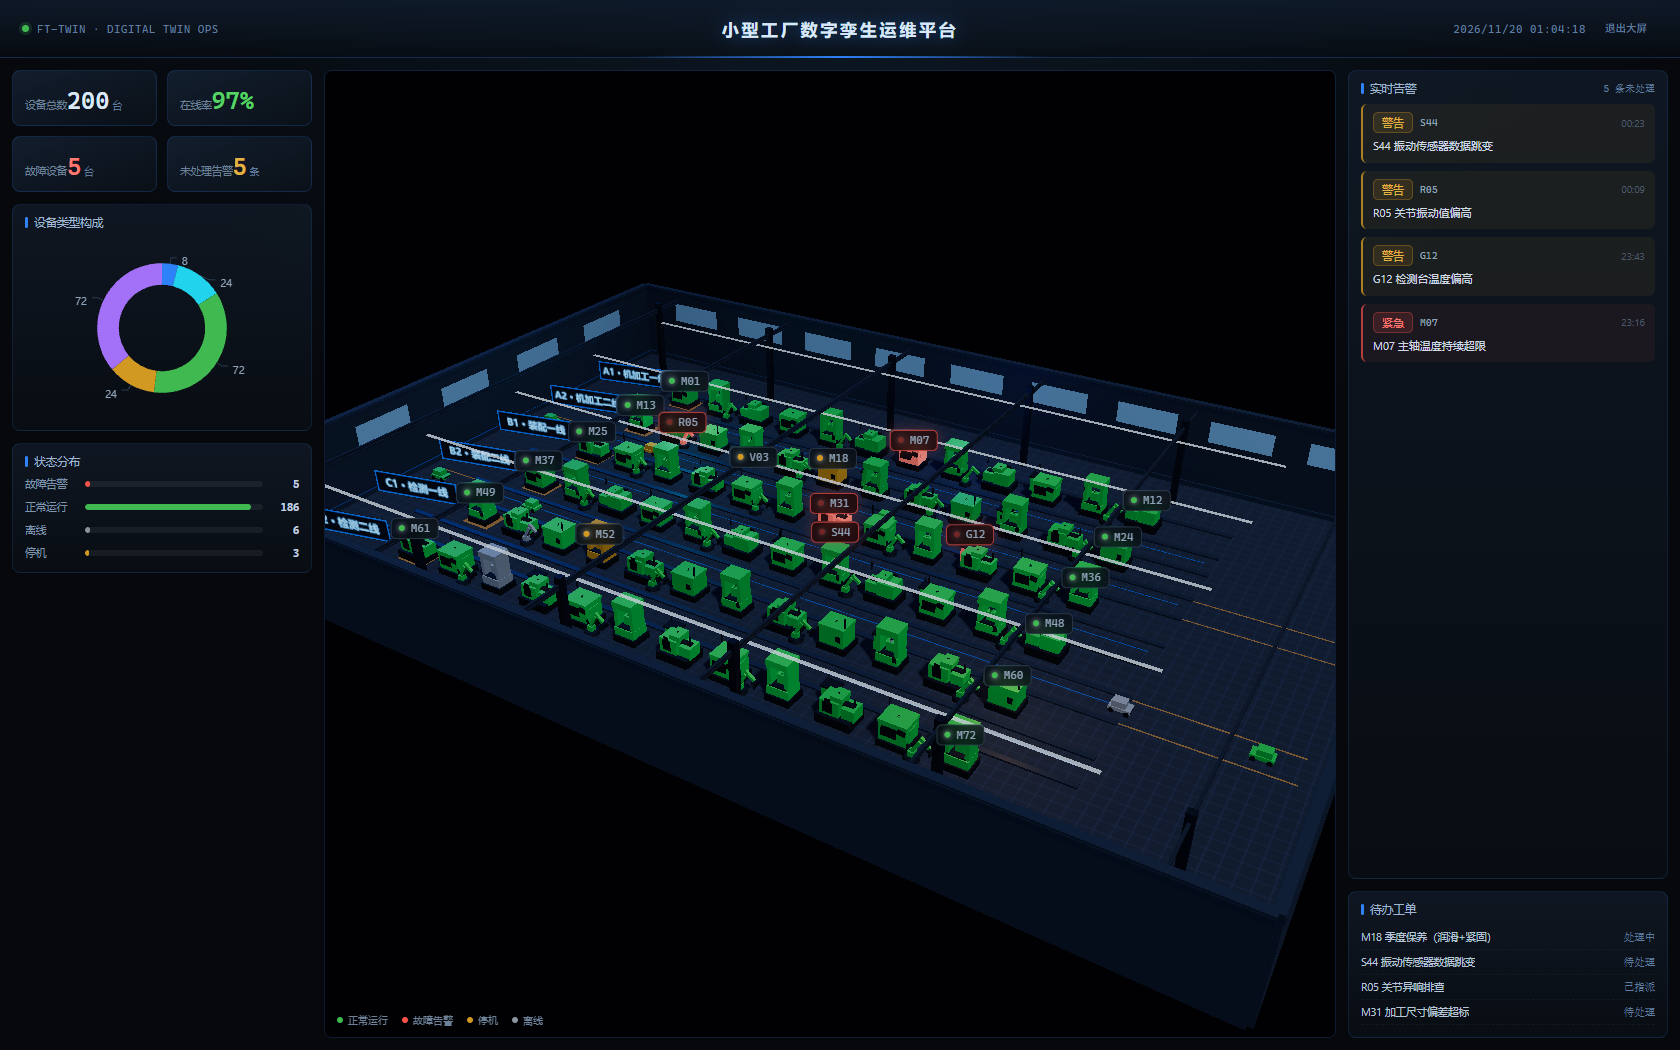 FT-TWIN · DIGITAL TWIN OPS
小型工厂数字孪生运维平台
2026/11/20 01:04:18 退出大屏
设备总数200 台
在线率97%
故障设备5 台
未处理告警5 条
设备类型构成
8
24
72
24
72
状态分布
故障告警 5
正常运行 186
离线 6
停机 3
A1·机加工一
M01
A2·机加工二
M13
B1·装配一线
M25
R05
M07
B2·装配二线
M37
V03
M18
C1·检测一线
M49
M31
M12
·检测二线
M61
M52
S44
G12
M24
M36
M48
M60
M72
正常运行 故障告警 停机 离线
实时告警 5 条未处理
警告 S44 00:23
S44 振动传感器数据跳变
警告 R05 00:09
R05 关节振动值偏高
警告 G12 23:43
G12 检测台温度偏高
紧急 M07 23:16
M07 主轴温度持续超限
待办工单
M18 季度保养（润滑+紧固） 处理中
S44 振动传感器数据跳变 待处理
R05 关节异响排查 已指派
M31 加工尺寸偏差超标 待处理